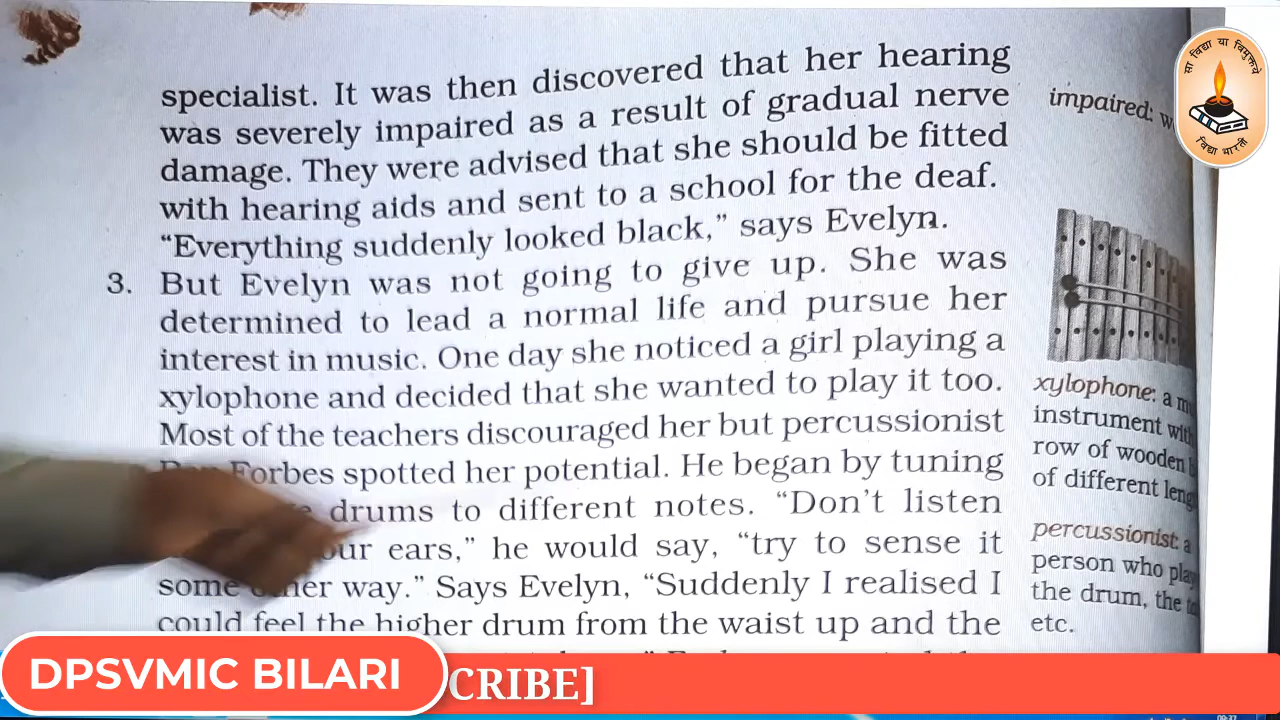 specialist. It was then discovered that her hearing
was severely impaired as a result of gradual nerve
damage. They were advised that she should be fitted
with hearing aids and sent to a school for the deaf.
“Everything suddenly looked black,” says Evelyn.
3. But Evelyn was not going to give up. She was
determined to lead a normal life and pursue her
interest in music. One day she noticed a girl playing a
xylophone and decided that she wanted to play it too.
Most of the teachers discouraged her but percussionist
Forbes spotted her potential. He began by tuning
drums to different notes. “Don’t listen
ears,” he would say, “try to sense it
some way.” Says Evelyn, “Suddenly I realised I
could feel the higher drum from the waist up and the
impaired:
xylophone: a
instrument
row of wooden
of different
percussionist: a
person who
the drum, the
etc.
सा विद्या या विमुक्तये
विद्या भारती
DPSVMIC BILARI
CRIBE]